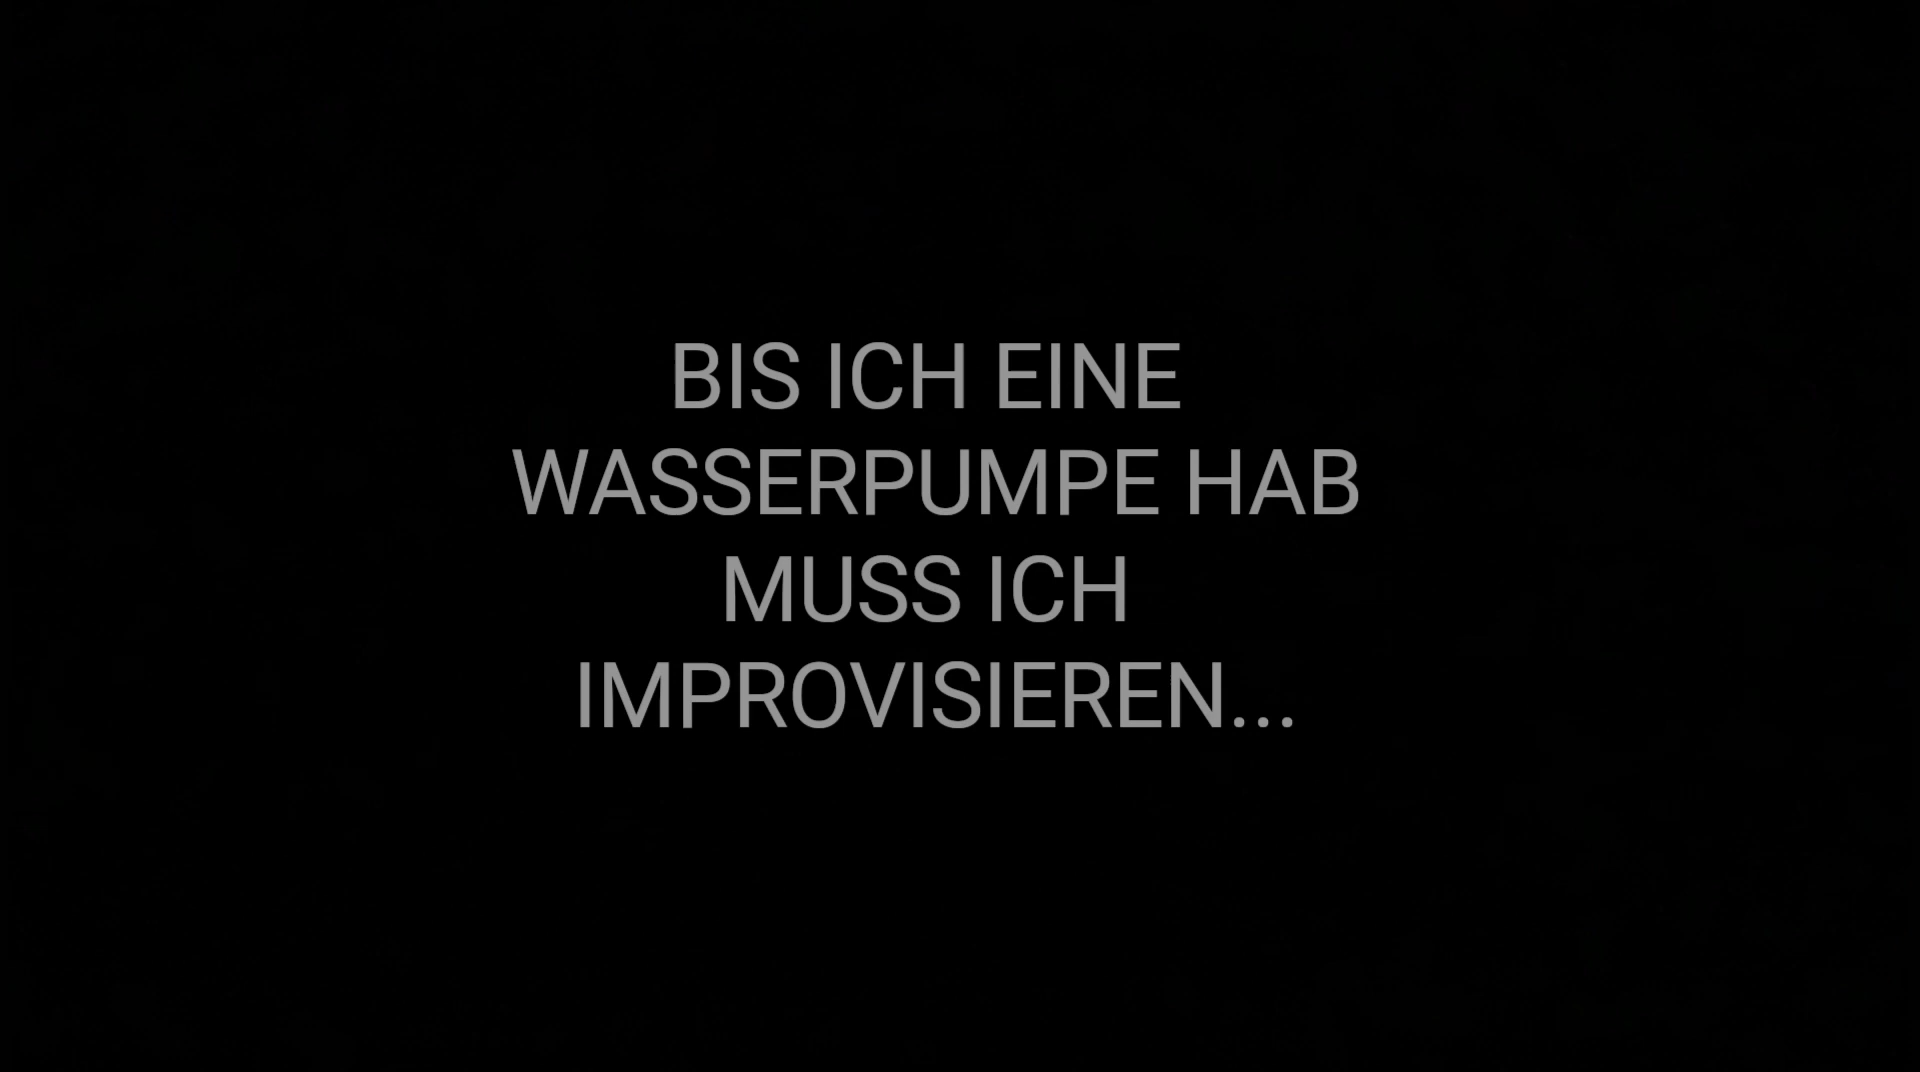 BIS ICH EINE
WASSERPUMPE HAB
MUSS ICH
IMPROVISIEREN...